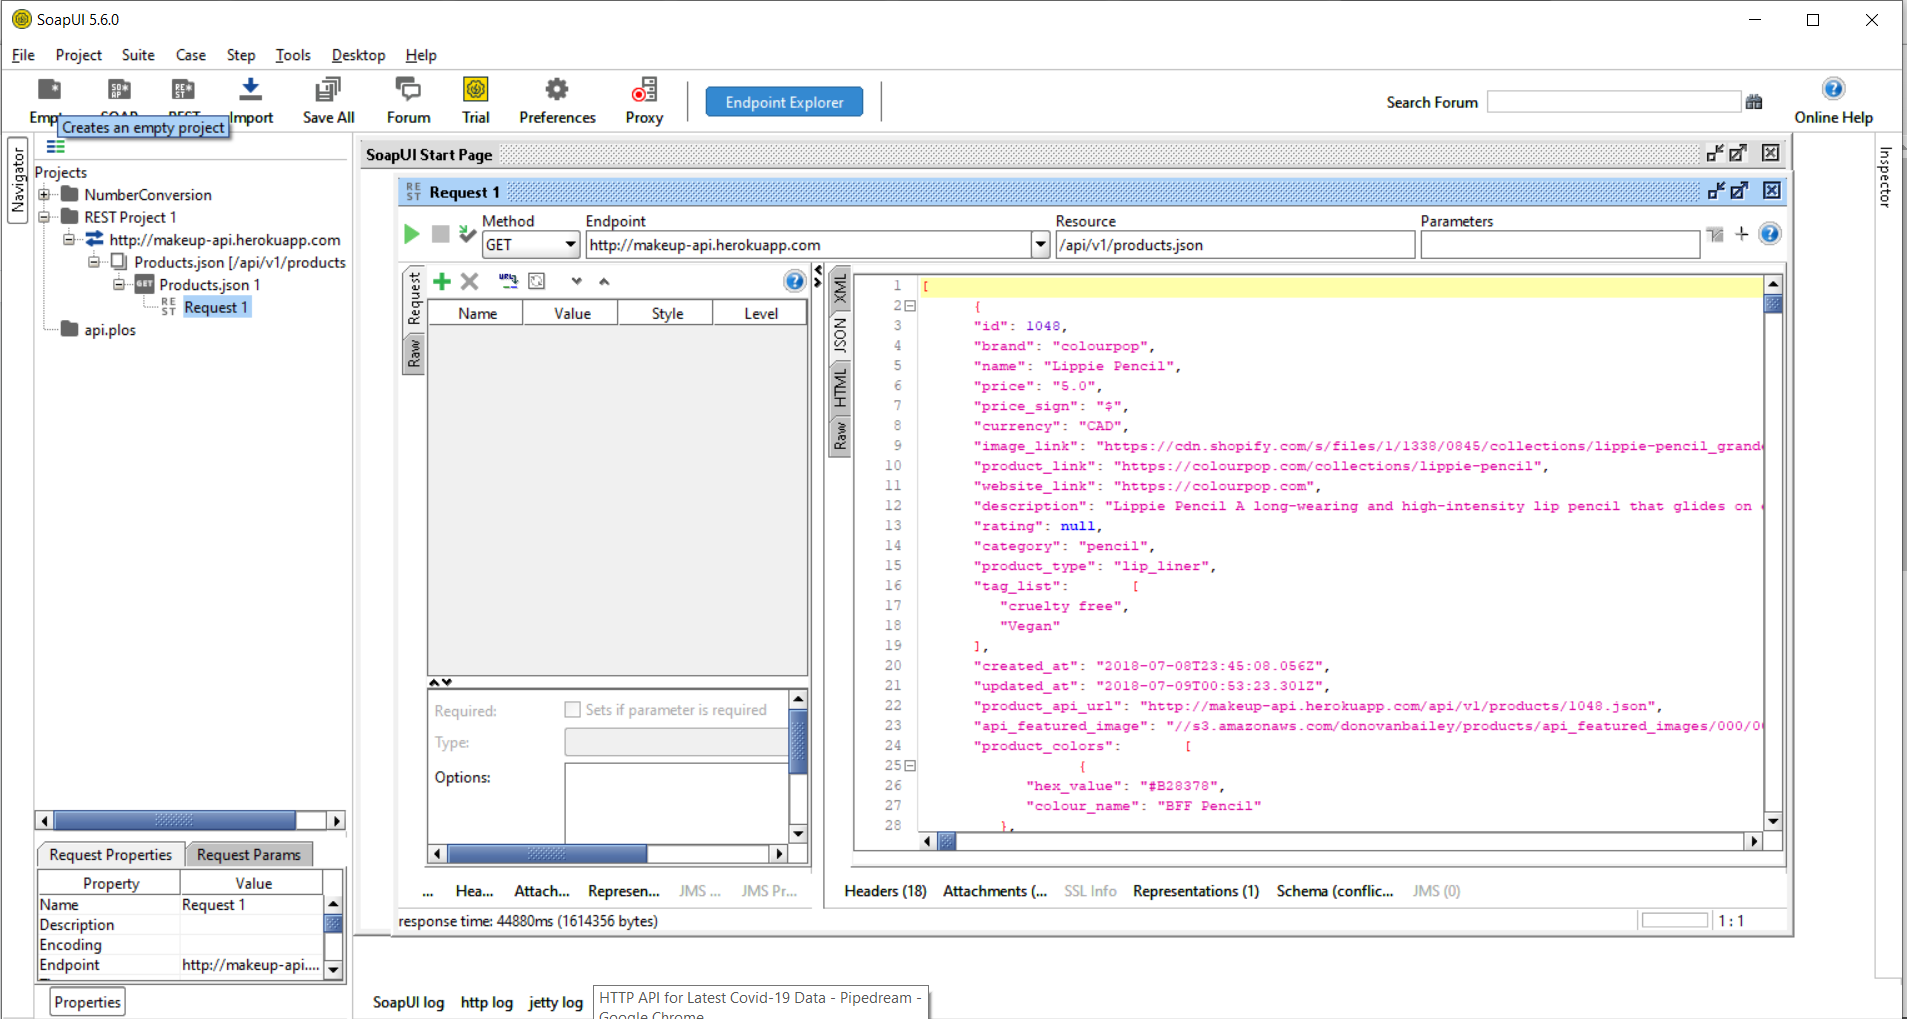 SoapUI 5.6.0
File Project Suite Case Step Tools Desktop Help
Import Save All Forum Trial Preferences Proxy Endpoint Explorer Search Forum Online Help
Creates an empty project
Navigator
Projects
NumberConversion
REST Project 1
http://makeup-api.herokuapp.com
Products.json [/api/v1/products
Products.json 1
Request 1
api.plos
SoapUI Start Page
Request 1
Method Endpoint Resource Parameters
GET http://makeup-api.herokuapp.com /api/v1/products.json
Request
Raw
Name Value Style Level
Required: Sets if parameter is required
Type:
Options:
XML
JSON
HTML
Raw
1 [
2 {
3 "id": 1048,
4 "brand": "colourpop",
5 "name": "Lippie Pencil",
6 "price": "5.0",
7 "price_sign": "$",
8 "currency": "CAD",
9 "image_link": "https://cdn.shopify.com/s/files/1/1338/0845/collections/lippie-pencil_grand
10 "product_link": "https://colourpop.com/collections/lippie-pencil",
11 "website_link": "https://colourpop.com",
12 "description": "Lippie Pencil A long-wearing and high-intensity lip pencil that glides on
13 "rating": null,
14 "category": "pencil",
15 "product_type": "lip_liner",
16 "tag_list": [
17 "cruelty free",
18 "Vegan"
19 ],
20 "created_at": "2018-07-08T23:45:08.056Z",
21 "updated_at": "2018-07-09T00:53:23.301Z",
22 "product_api_url": "http://makeup-api.herokuapp.com/api/v1/products/1048.json",
23 "api_featured_image": "//s3.amazonaws.com/donovanbailey/products/api_featured_images/000/0
24 "product_colors": [
25 {
26 "hex_value": "#B28378",
27 "colour_name": "BFF Pencil"
28 },
Inspector
Request Properties Request Params
Property Value
Name Request 1
Description
Encoding
Endpoint http://makeup-api....
Properties
... Hea... Attach... Represen... JMS ... JMS Pr...
Headers (18) Attachments (... SSL Info Representations (1) Schema (conflic... JMS (0)
response time: 44880ms (1614356 bytes) 1 : 1
SoapUI log http log jetty log
HTTP API for Latest Covid-19 Data - Pipedream -
Google Chrome